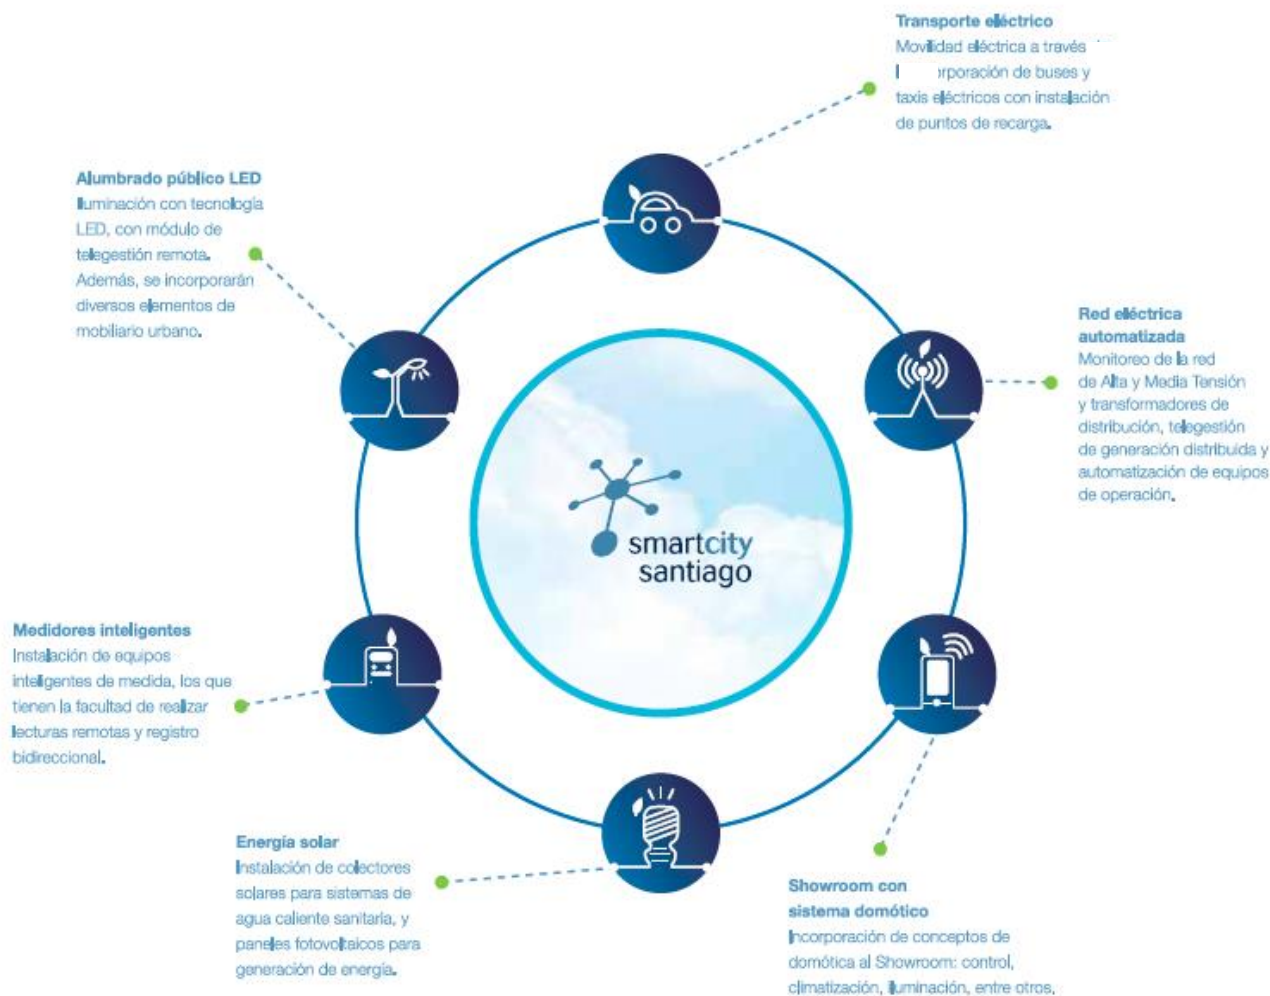 Transporte eléctrico
Movilidad eléctrica a través
rporación de buses y
taxis eléctricos con instalación
de puntos de recarga.
Alumbrado público LED
Iluminación con tecnología
LED, con módulo de
telegestión remota.
Además, se incorporarán
diversos elementos de
mobiliario urbano.
Red eléctrica
automatizada
Monitoreo de la red
de Alta y Media Tensión
y transformadores de
distribución, telegestión
de generación distribuida y
automatización de equipos
de operación.
smartcity
santiago
Medidores inteligentes
Instalación de equipos
inteligentes de medida, los que
tienen la facultad de realizar
lecturas remotas y registro
bidireccional.
Energía solar
Instalación de colectores
solares para sistemas de
agua caliente sanitaria, y
paneles fotovoltaicos para
generación de energía.
Showroom con
sistema domótico
Incorporación de conceptos de
domótica al Showroom: control,
climatización, iluminación, entre otros,